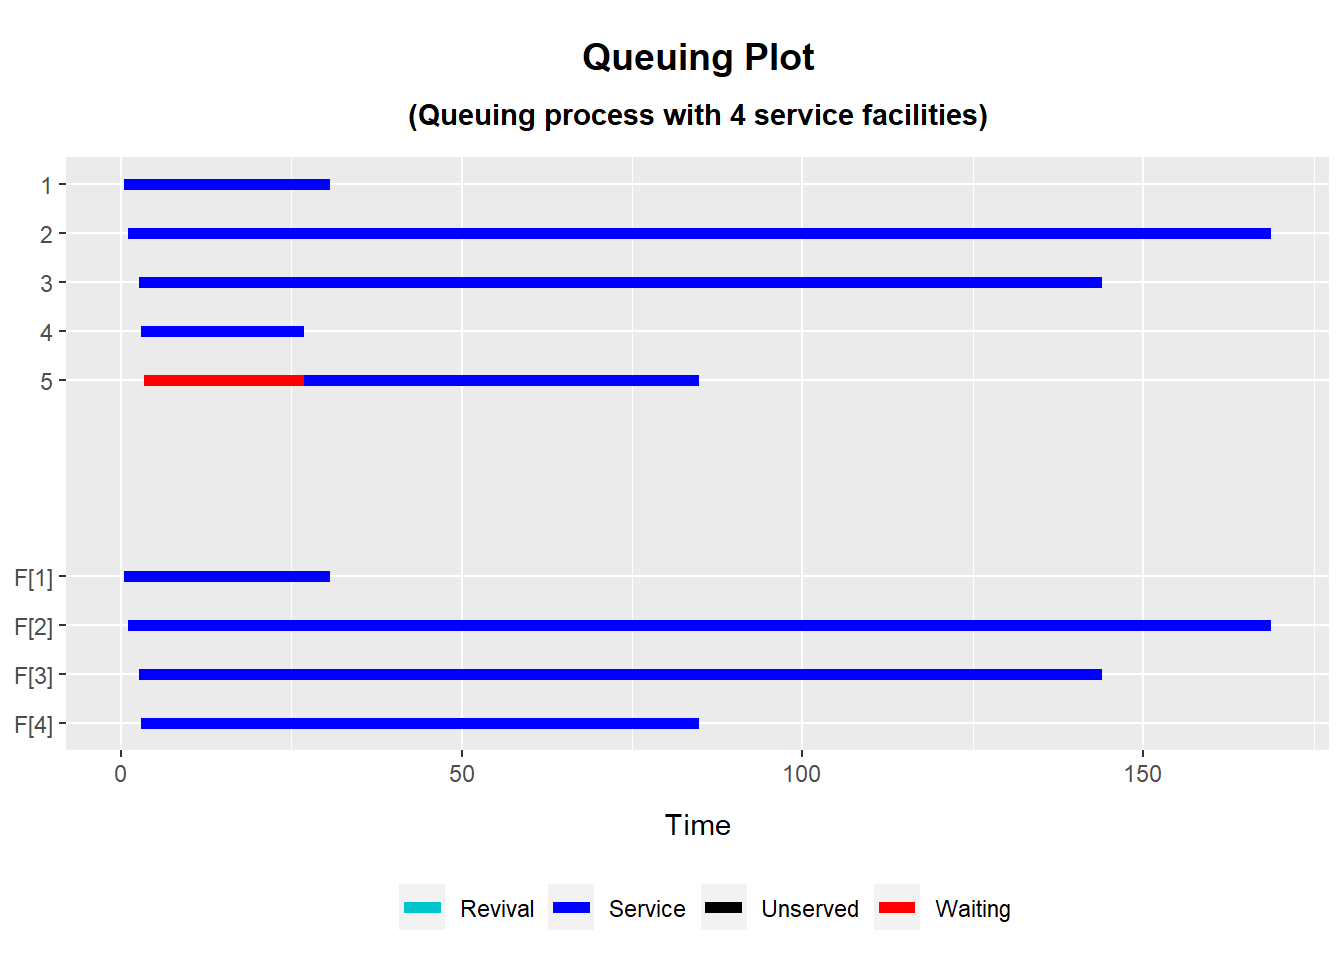 Queuing Plot
(Queuing process with 4 service facilities)
1
2
3
4
5
F[1]
F[2]
F[3]
F[4]
0 50 100 150
Time
Revival Service Unserved Waiting